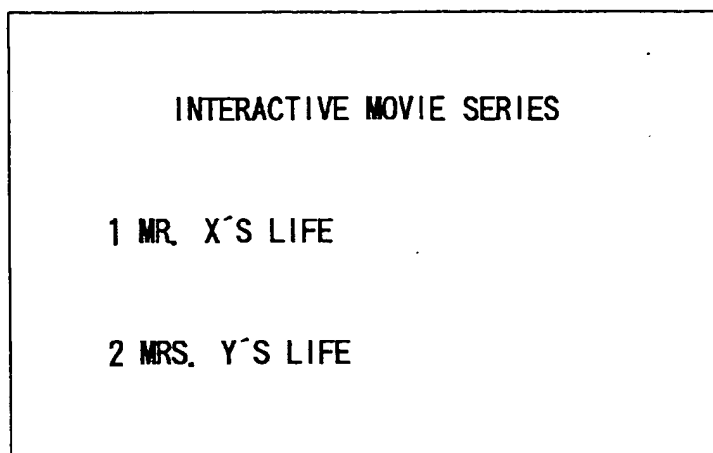 INTERACTIVE MOVIE SERIES
1 MR. X´S LIFE
2 MRS. Y´S LIFE